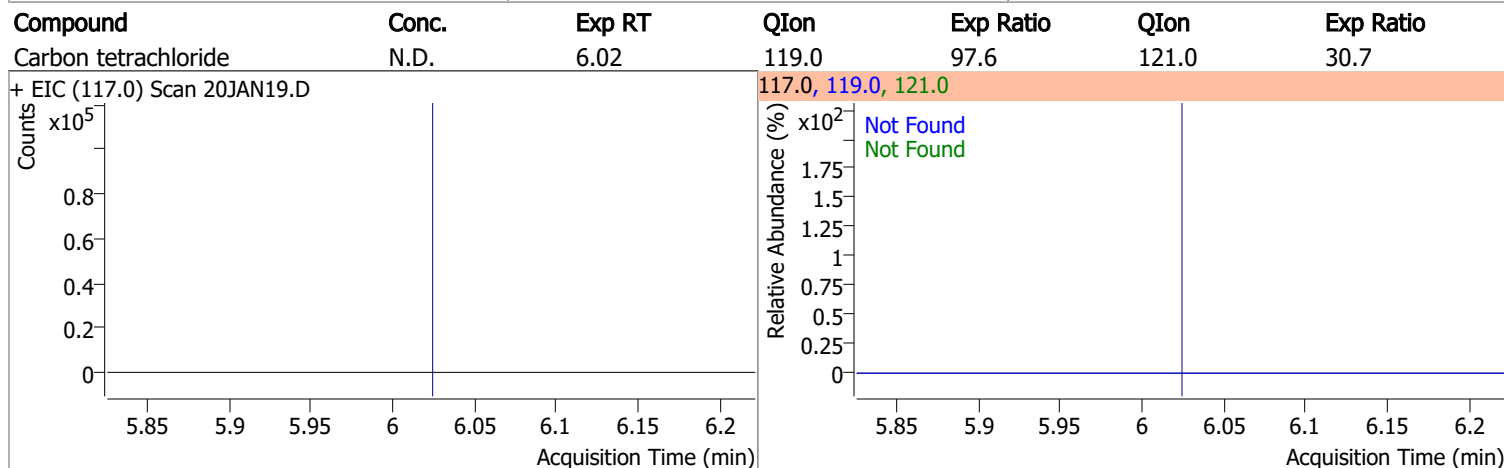 Compound Conc. Exp RT QIon Exp Ratio QIon Exp Ratio
Carbon tetrachloride N.D. 6.02 119.0 97.6 121.0 30.7
+ EIC (117.0) Scan 20JAN19.D
Counts
x10^5
0.8
0.6
0.4
0.2
0
5.85 5.9 5.95 6 6.05 6.1 6.15 6.2
Acquisition Time (min)
117.0, 119.0, 121.0
Relative Abundance (%)
x10^2
Not Found
Not Found
1.75
1.5
1.25
1
0.75
0.5
0.25
0
5.85 5.9 5.95 6 6.05 6.1 6.15 6.2
Acquisition Time (min)